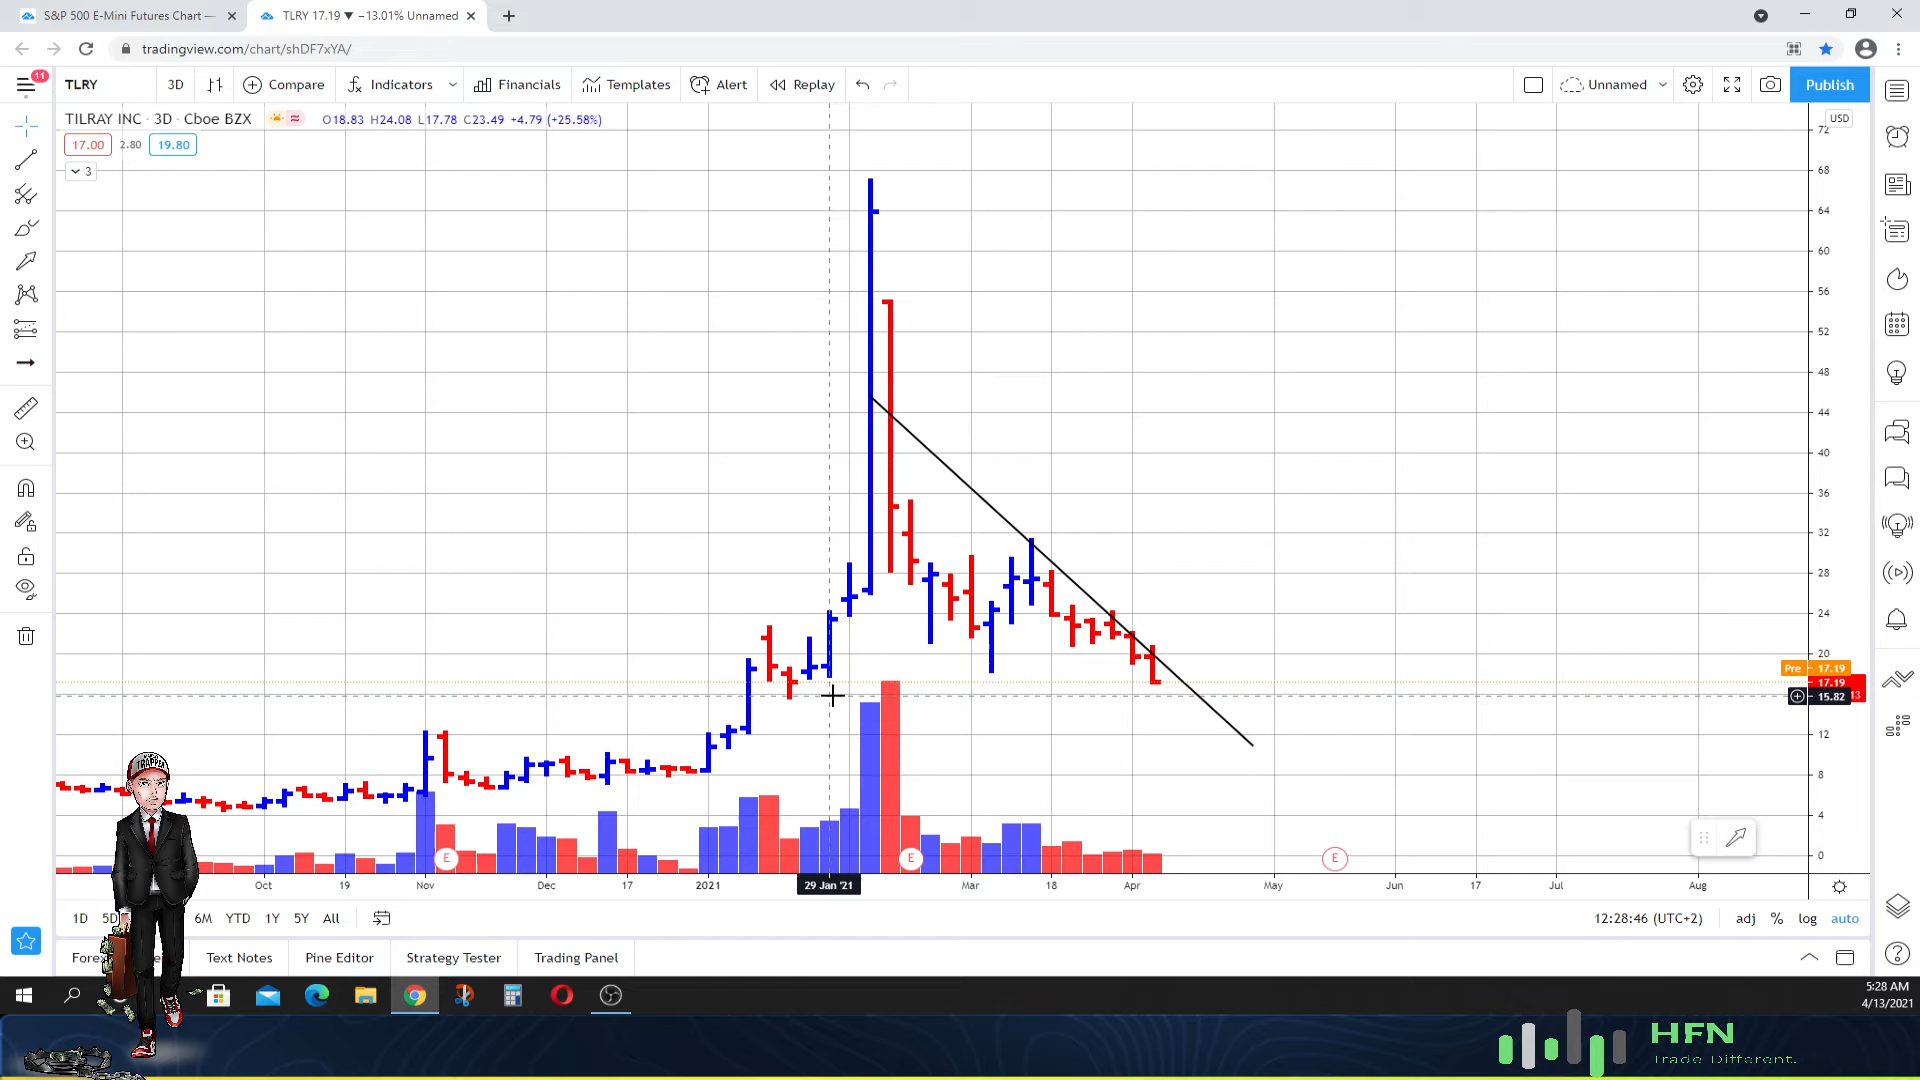 S&P 500 E-Mini Futures Chart —
TLRY 17.19 ▼ −13.01% Unnamed
tradingview.com/chart/shDF7xYA/
11
TLRY
3D
Compare
Indicators
Financials
Templates
Alert
Replay
Unnamed
Publish
TILRAY INC · 3D · Cboe BZX
O18.83 H24.08 L17.78 C23.49 +4.79 (+25.58%)
17.00
2.80
19.80
3
USD
72
68
64
60
56
52
48
44
40
36
32
28
24
20
Pre
17.19
17.19
15.82
13
12
8
4
0
E
E
E
Oct
19
Nov
Dec
17
2021
29 Jan '21
Mar
18
Apr
May
Jun
17
Jul
Aug
1D
5D
6M
YTD
1Y
5Y
All
12:28:46 (UTC+2)
adj
%
log
auto
Text Notes
Pine Editor
Strategy Tester
Trading Panel
TRAPPER
5:28 AM
4/13/2021
HFN
Trade Different.